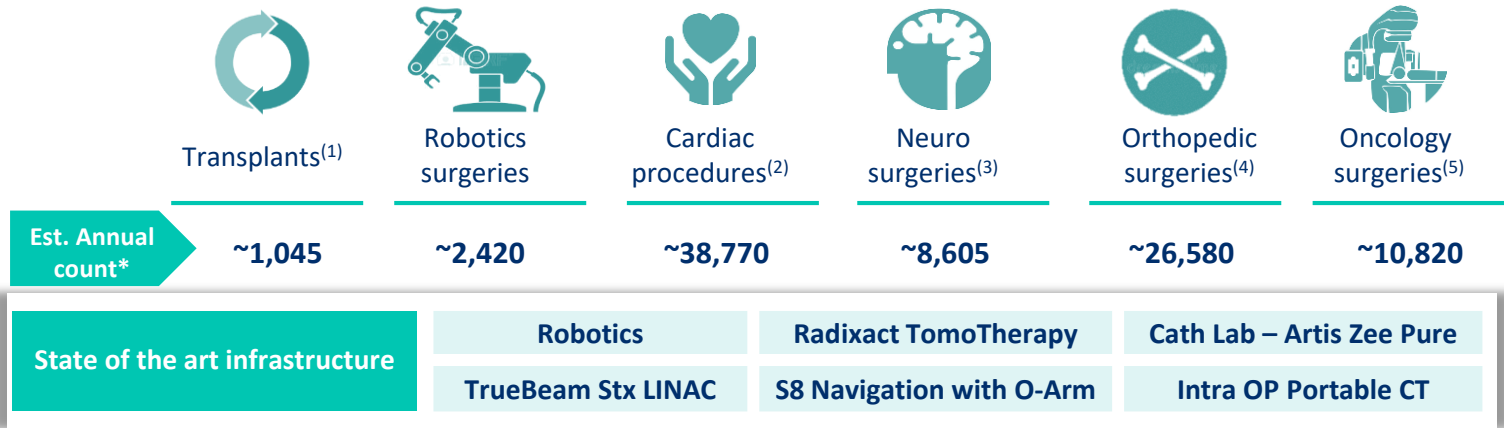 Transplants(1)
Robotics
surgeries
Cardiac
procedures(2)
Neuro
surgeries(3)
Orthopedic
surgeries(4)
Oncology
surgeries(5)
Est. Annual
count*
~1,045
~2,420
~38,770
~8,605
~26,580
~10,820
State of the art infrastructure
Robotics
Radixact TomoTherapy
Cath Lab – Artis Zee Pure
TrueBeam Stx LINAC
S8 Navigation with O-Arm
Intra OP Portable CT